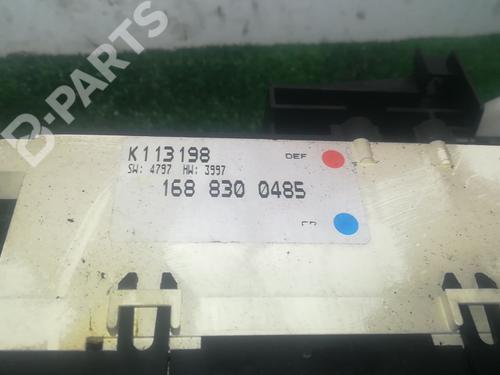 B-PARTS
K113198
DEF
SW: 4797 HW: 3997
168 830 0485